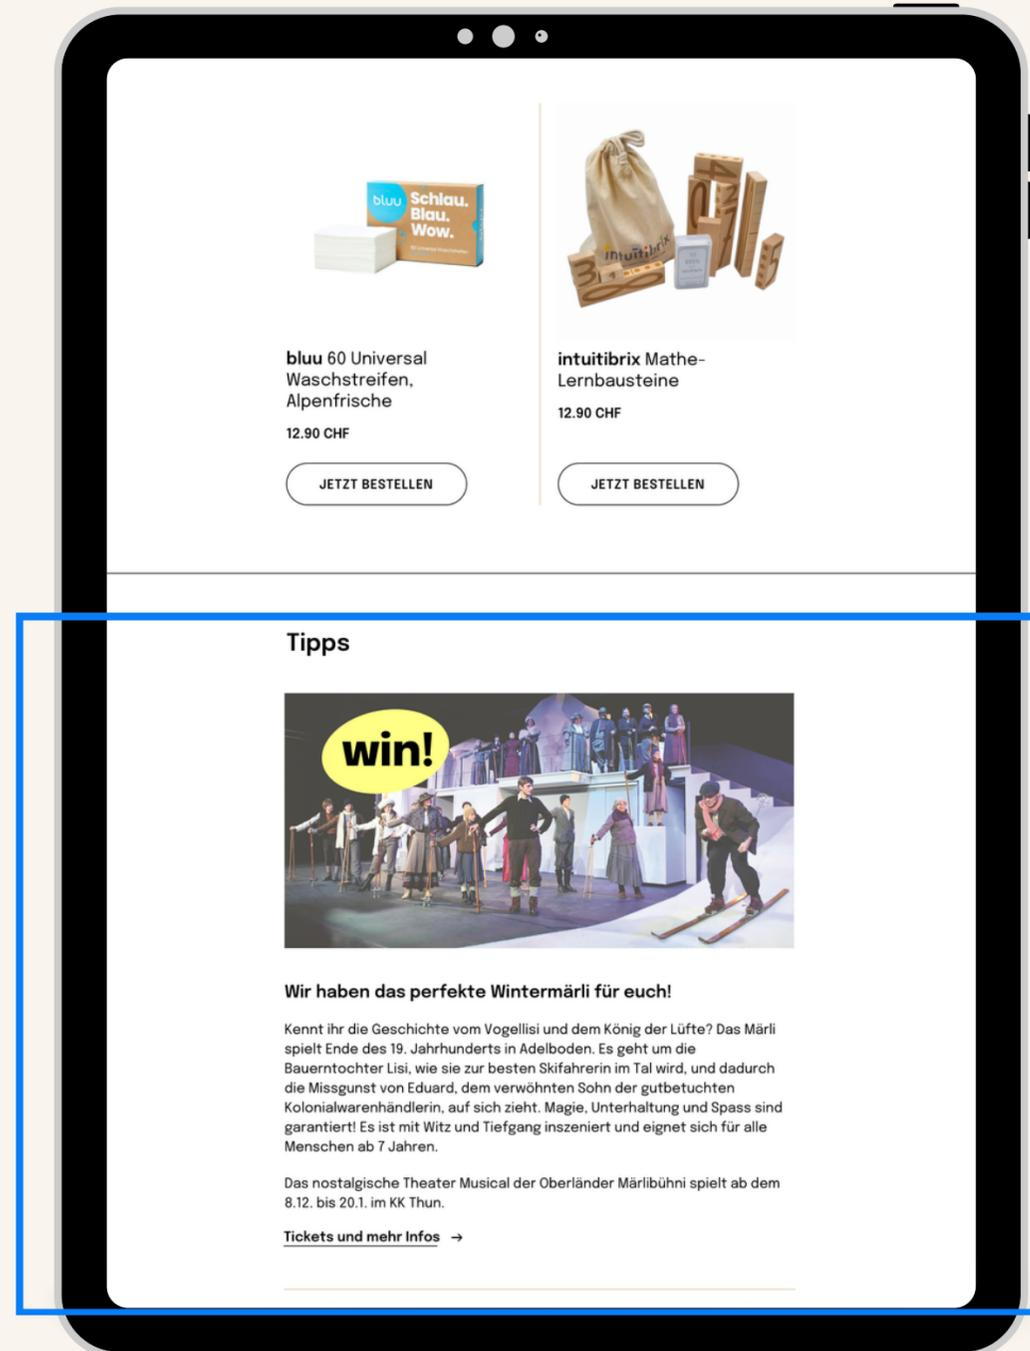 bluu
Schlau.
Blau.
Wow.
intuitibrix
bluu 60 Universal
Waschstreifen,
Alpenfrische
12.90 CHF
JETZT BESTELLEN
intuitibrix Mathe-
Lernbausteine
12.90 CHF
JETZT BESTELLEN
Tipps
win!
Wir haben das perfekte Wintermärli für euch!
Kennt ihr die Geschichte vom Vogellisi und dem König der Lüfte? Das Märli
spielt Ende des 19. Jahrhunderts in Adelboden. Es geht um die
Bauerntochter Lisi, wie sie zur besten Skifahrerin im Tal wird, und dadurch
die Missgunst von Eduard, dem verwöhnten Sohn der gutbetuchten
Kolonialwarenhändlerin, auf sich zieht. Magie, Unterhaltung und Spass sind
garantiert! Es ist mit Witz und Tiefgang inszeniert und eignet sich für alle
Menschen ab 7 Jahren.
Das nostalgische Theater Musical der Oberländer Märlibühni spielt ab dem
8.12. bis 20.1. im KK Thun.
Tickets und mehr Infos →